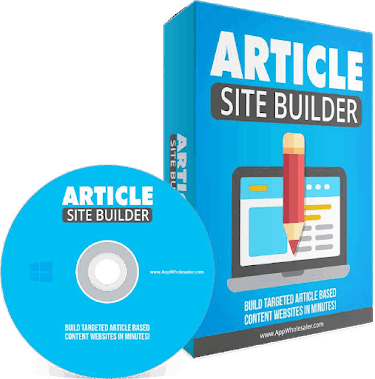 ARTICLE
SITE BUILDER
ARTICLE
SITE BUILDER
BUILD TARGETED ARTICLE BASED
CONTENT WEBSITES IN MINUTES!
www.AppWholesaler.com
ARTICLE
SITE BUILDER
www.AppWholesaler.com
BUILD TARGETED ARTICLE BASED
CONTENT WEBSITES IN MINUTES!